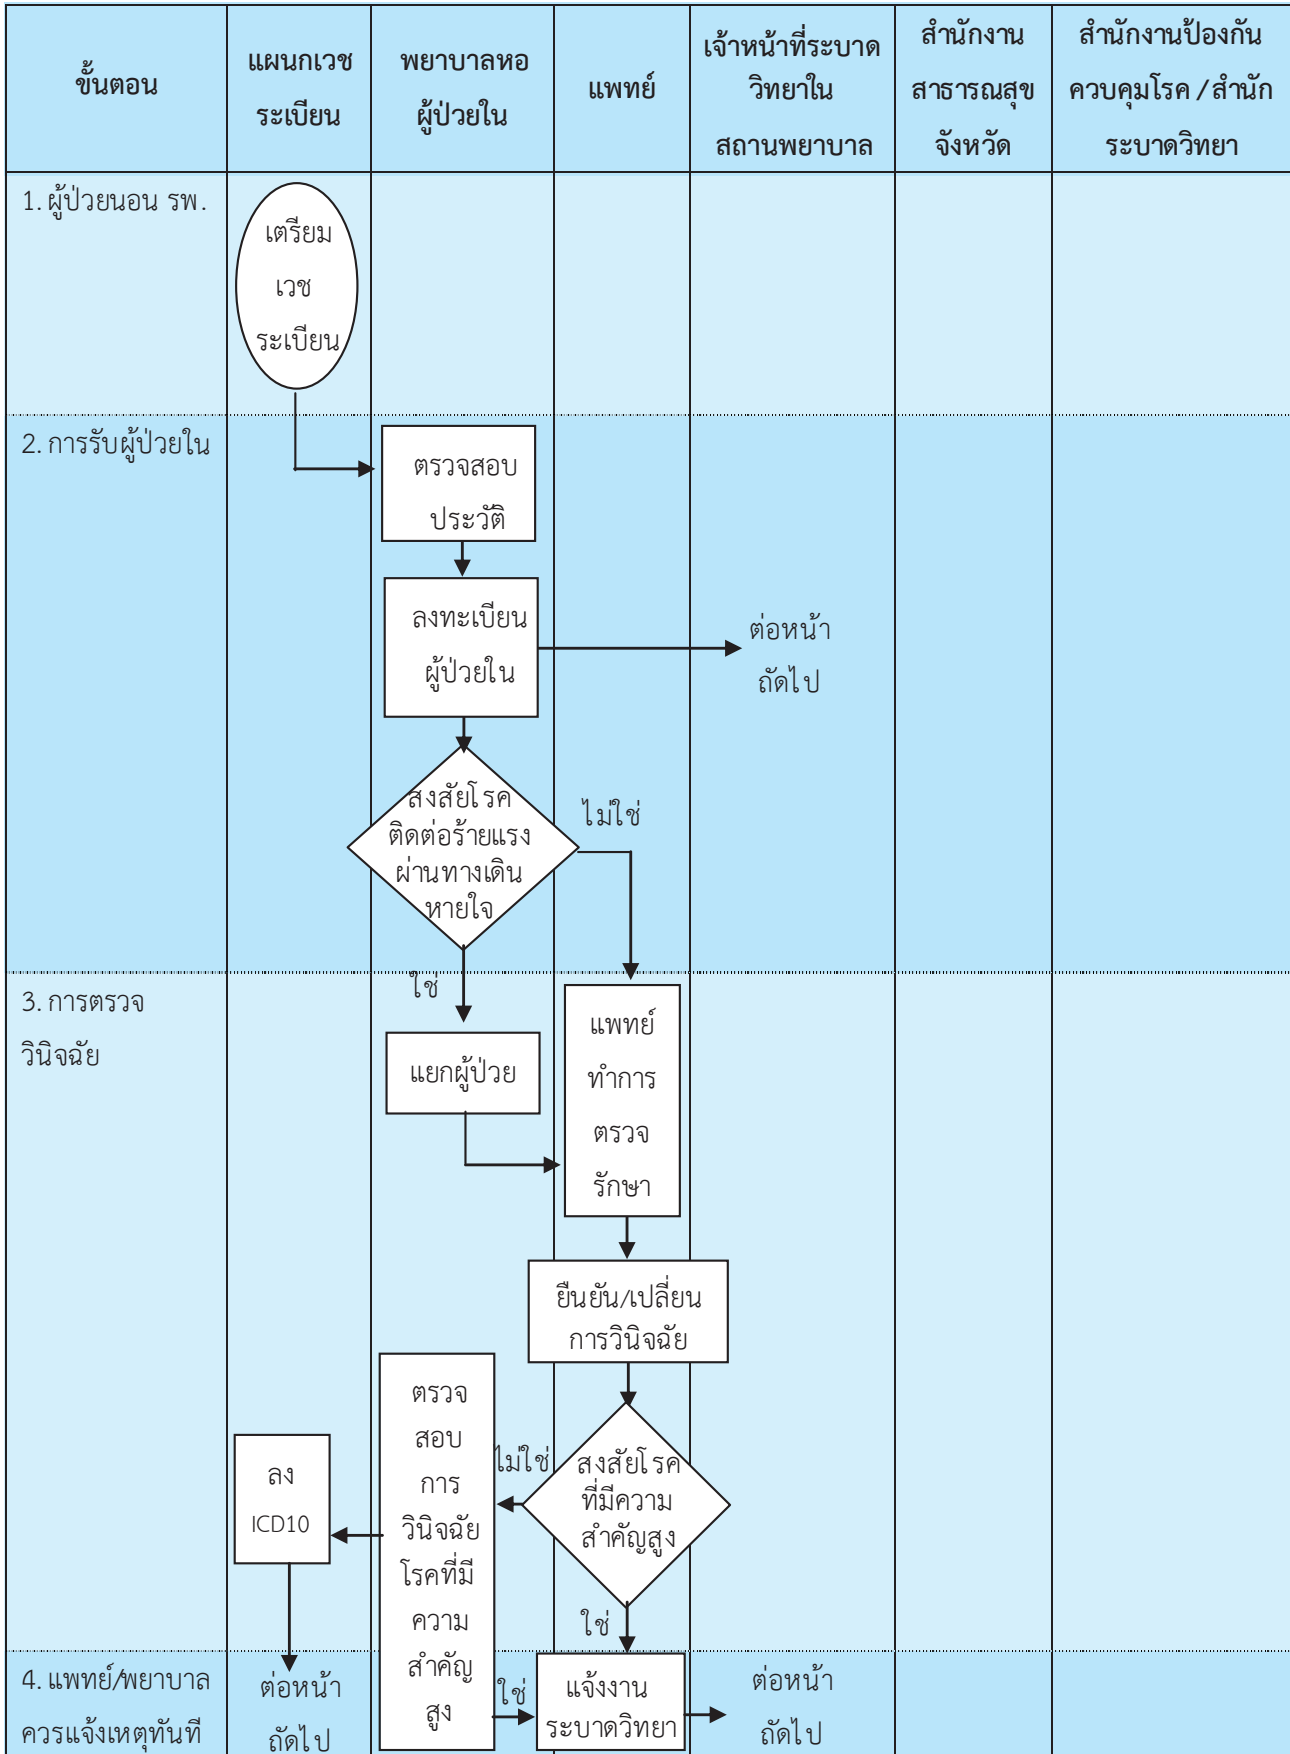 ขั้นตอน
แผนกเวช
ระเบียน
พยาบาลหอ
ผู้ป่วยใน
แพทย์
เจ้าหน้าที่ระบาด
วิทยาใน
สถานพยาบาล
สำนักงาน
สาธารณสุข
จังหวัด
สำนักงานป้องกัน
ควบคุมโรค / สำนัก
ระบาดวิทยา
1. ผู้ป่วยนอน รพ.
เตรียม
เวช
ระเบียน
2. การรับผู้ป่วยใน
ตรวจสอบ
ประวัติ
ลงทะเบียน
ผู้ป่วยใน
ต่อหน้า
ถัดไป
สงสัยโรค
ติดต่อร้ายแรง
ผ่านทางเดิน
หายใจ
ไม่ใช่
ใช่
3. การตรวจ
วินิจฉัย
แยกผู้ป่วย
แพทย์
ทำการ
ตรวจ
รักษา
ยืนยัน/เปลี่ยน
การวินิจฉัย
สงสัยโรค
ที่มีความ
สำคัญสูง
ไม่ใช่
ตรวจ
สอบ
การ
วินิจฉัย
โรคที่มี
ความ
สำคัญ
สูง
ลง
ICD10
ใช่
4. แพทย์/พยาบาล
ควรแจ้งเหตุทันที
ต่อหน้า
ถัดไป
ใช่
แจ้งงาน
ระบาดวิทยา
ต่อหน้า
ถัดไป